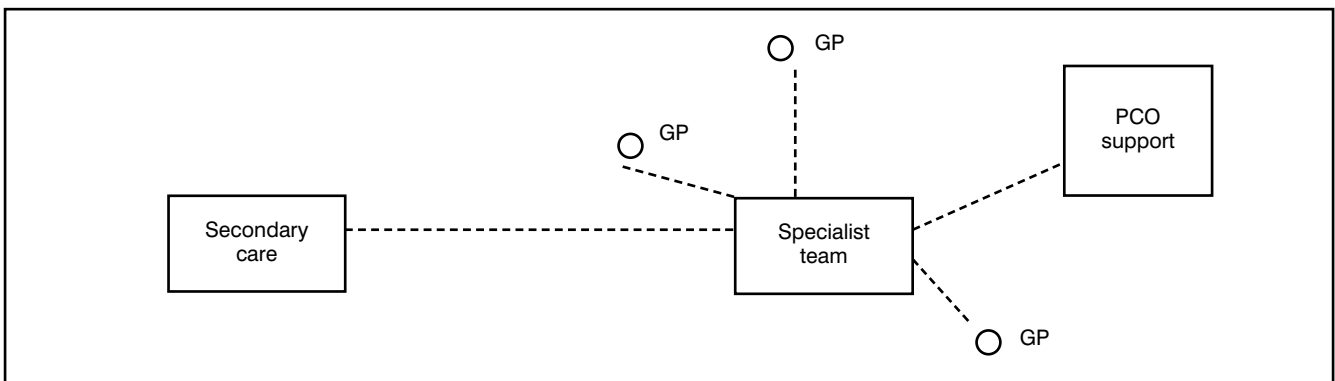 GP
PCO
support
GP
Secondary
care
Specialist
team
GP